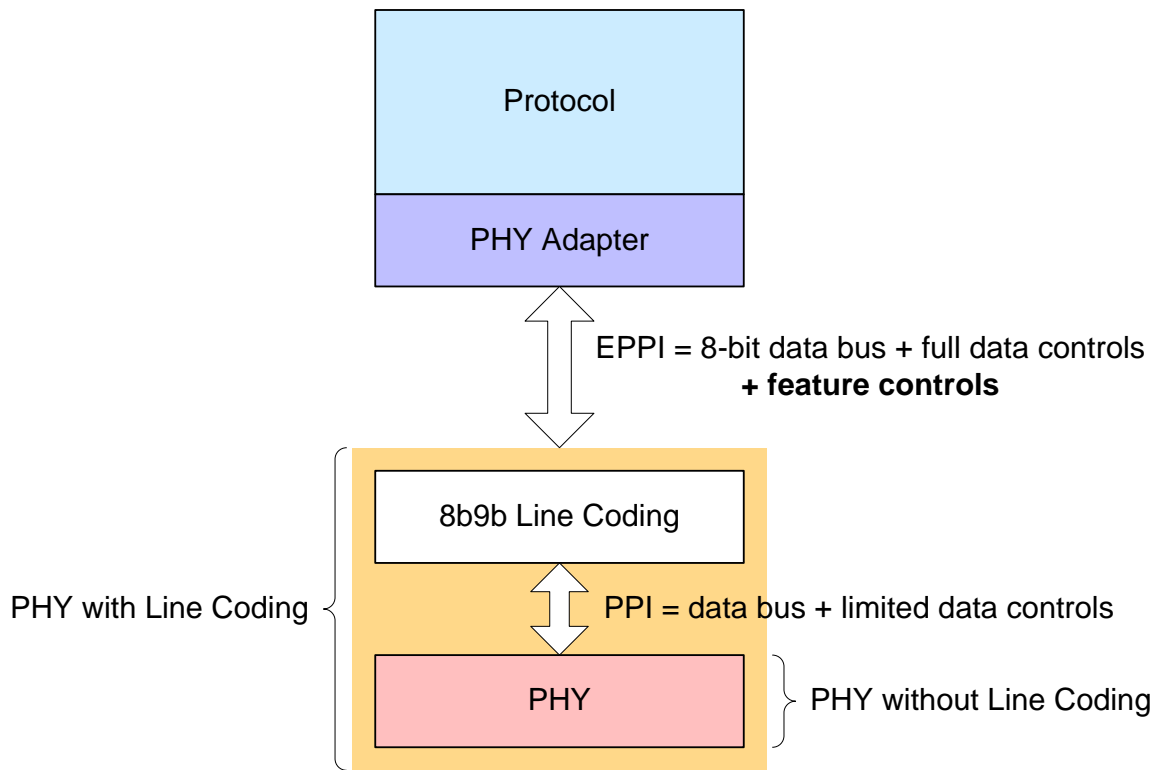 Protocol
PHY Adapter
EPPI = 8-bit data bus + full data controls
+ feature controls
8b9b Line Coding
PHY with Line Coding
PPI = data bus + limited data controls
PHY
PHY without Line Coding